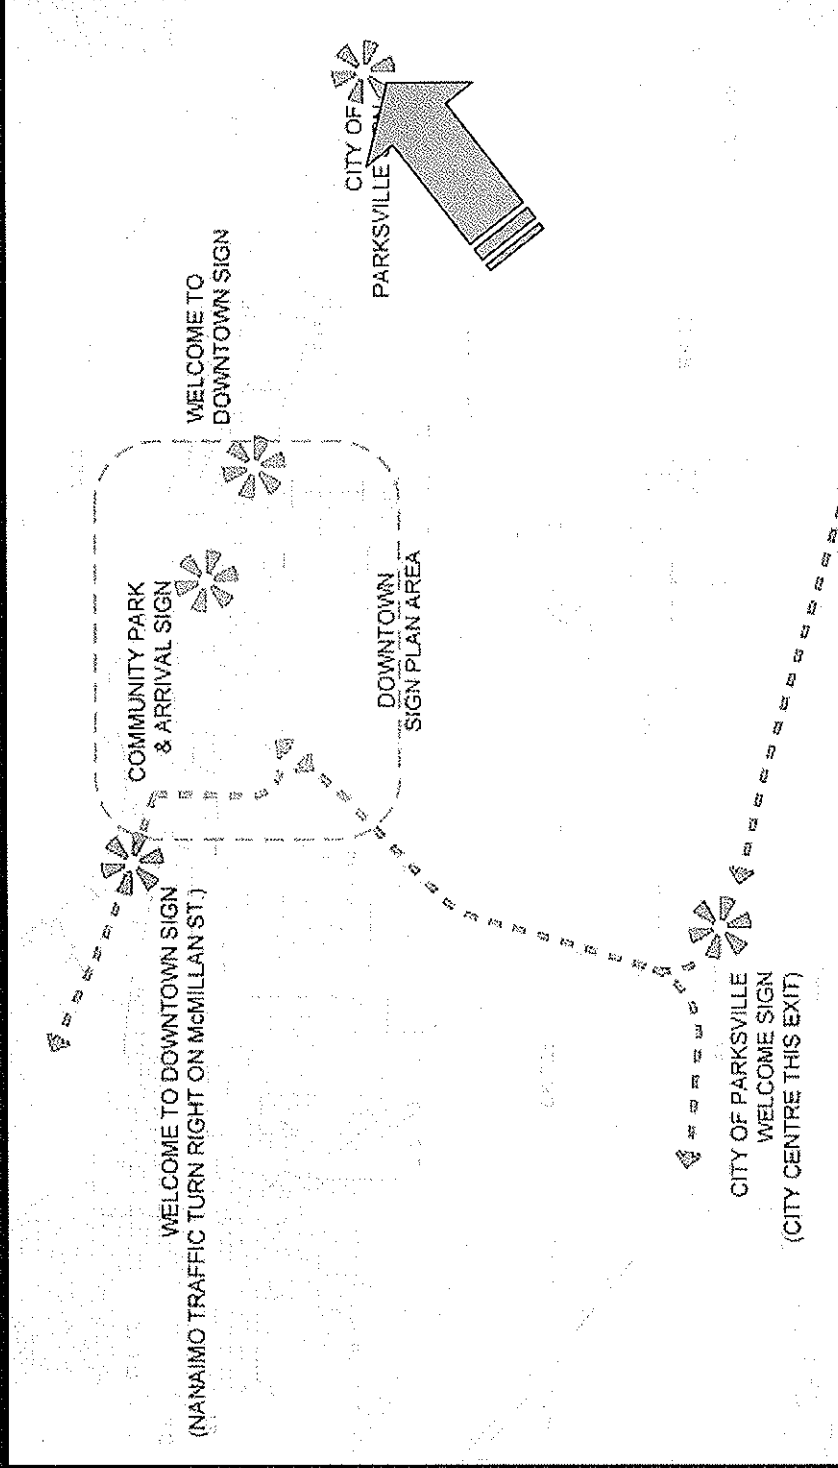 WELCOME TO DOWNTOWN SIGN
(NANAIMO TRAFFIC TURN RIGHT ON McMILLAN ST.)
COMMUNITY PARK
& ARRIVAL SIGN
WELCOME TO
DOWNTOWN SIGN
CITY OF
PARKSVILLE
DOWNTOWN
SIGN PLAN AREA
CITY OF PARKSVILLE
WELCOME SIGN
(CITY CENTRE THIS EXIT)